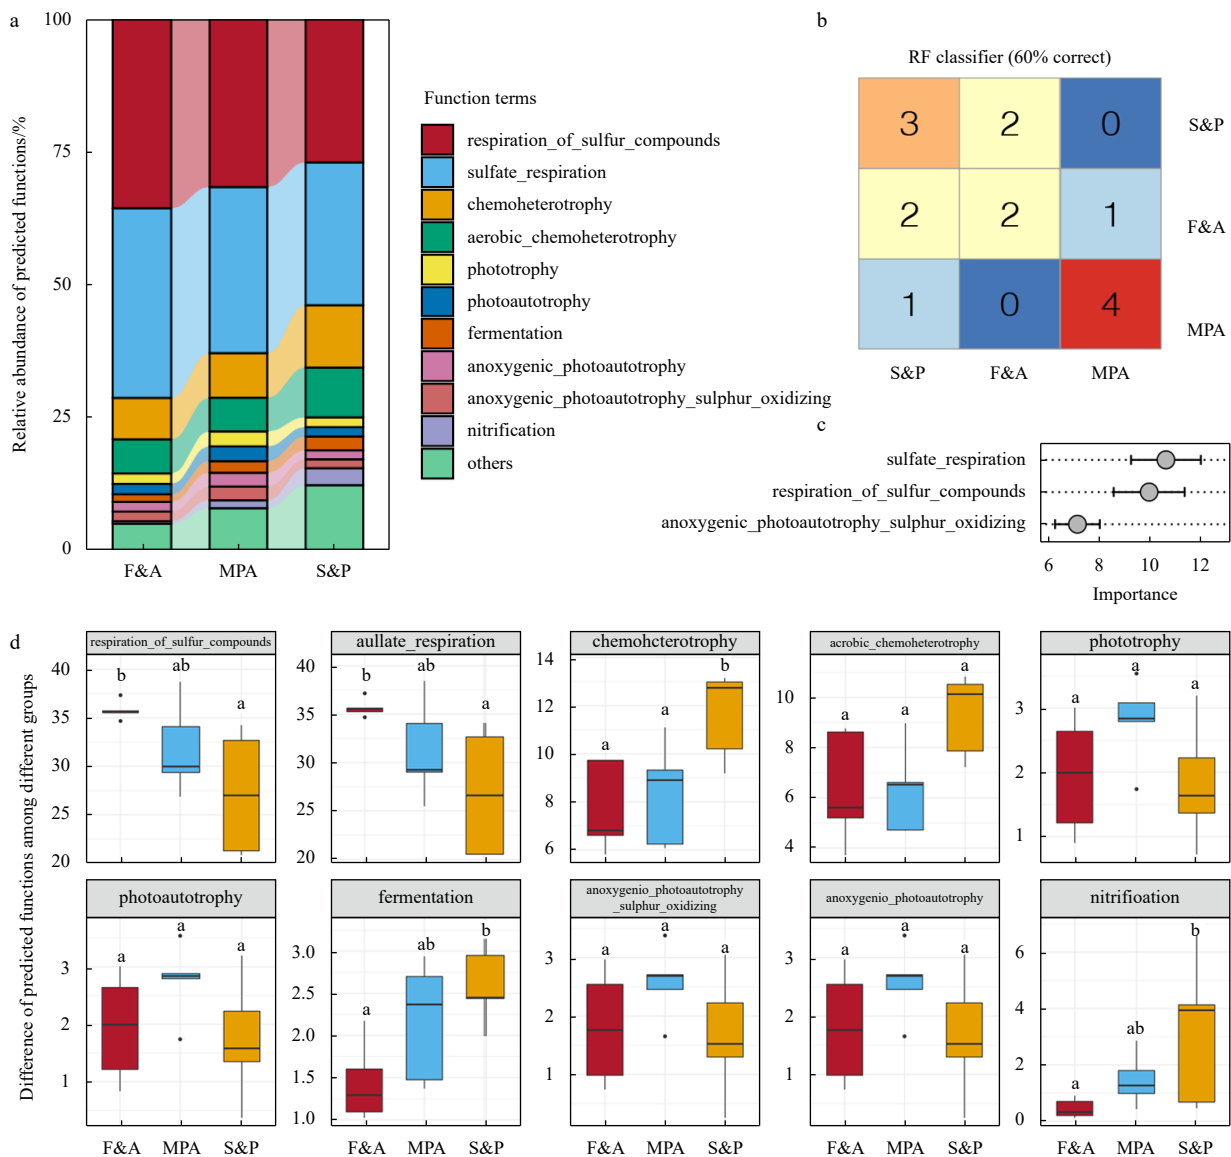 a
Relative abundance of predicted functions/%
100
75
50
25
0
F&A MPA S&P
Function terms
respiration_of_sulfur_compounds
sulfate_respiration
chemoheterotrophy
aerobic_chemoheterotrophy
phototrophy
photoautotrophy
fermentation
anoxygenic_photoautotrophy
anoxygenic_photoautotrophy_sulphur_oxidizing
nitrification
others
b
RF classifier (60% correct)
3 2 0 S&P
2 2 1 F&A
1 0 4 MPA
S&P F&A MPA
c
sulfate_respiration
respiration_of_sulfur_compounds
anoxygenic_photoautotrophy_sulphur_oxidizing
6 8 10 12
Importance
d
Difference of predicted functions among different groups
respiration_of_sulfur_compounds
40
35
30
25
20
b ab a
aullate_respiration
40
35
30
25
20
b ab a
chemohcterotrophy
14
12
10
8
6
a a b
acrobic_chemoheterotrophy
10
8
6
4
a a a
phototrophy
3
2
1
a a a
photoautotrophy
3
2
1
a a a
F&A MPA S&P
fermentation
3.0
2.5
2.0
1.5
1.0
a ab b
F&A MPA S&P
anoxygenio_photoautotrophy
_sulphur_oxidizing
3
2
1
a a a
F&A MPA S&P
anoxygenio_photoautotrophy
3
2
1
a a a
F&A MPA S&P
nitrifioation
6
4
2
0
a ab b
F&A MPA S&P